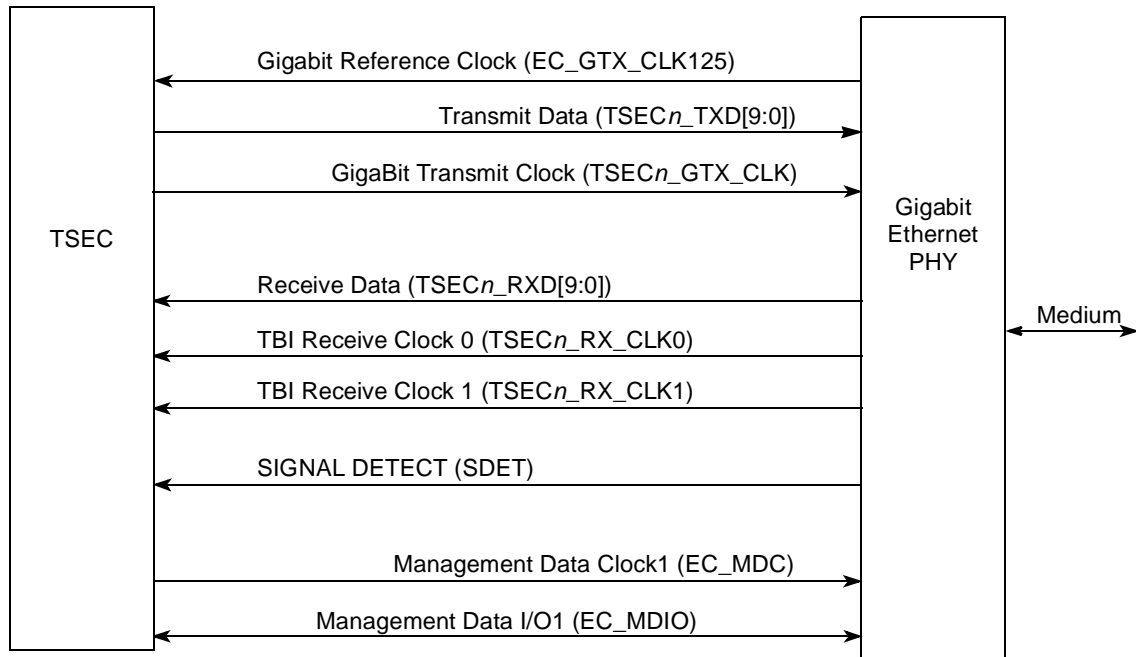 Gigabit Reference Clock (EC_GTX_CLK125)
Transmit Data (TSECn_TXD[9:0])
GigaBit Transmit Clock (TSECn_GTX_CLK)
TSEC
Gigabit
Ethernet
PHY
Receive Data (TSECn_RXD[9:0])
Medium
TBI Receive Clock 0 (TSECn_RX_CLK0)
TBI Receive Clock 1 (TSECn_RX_CLK1)
SIGNAL DETECT (SDET)
Management Data Clock1 (EC_MDC)
Management Data I/O1 (EC_MDIO)